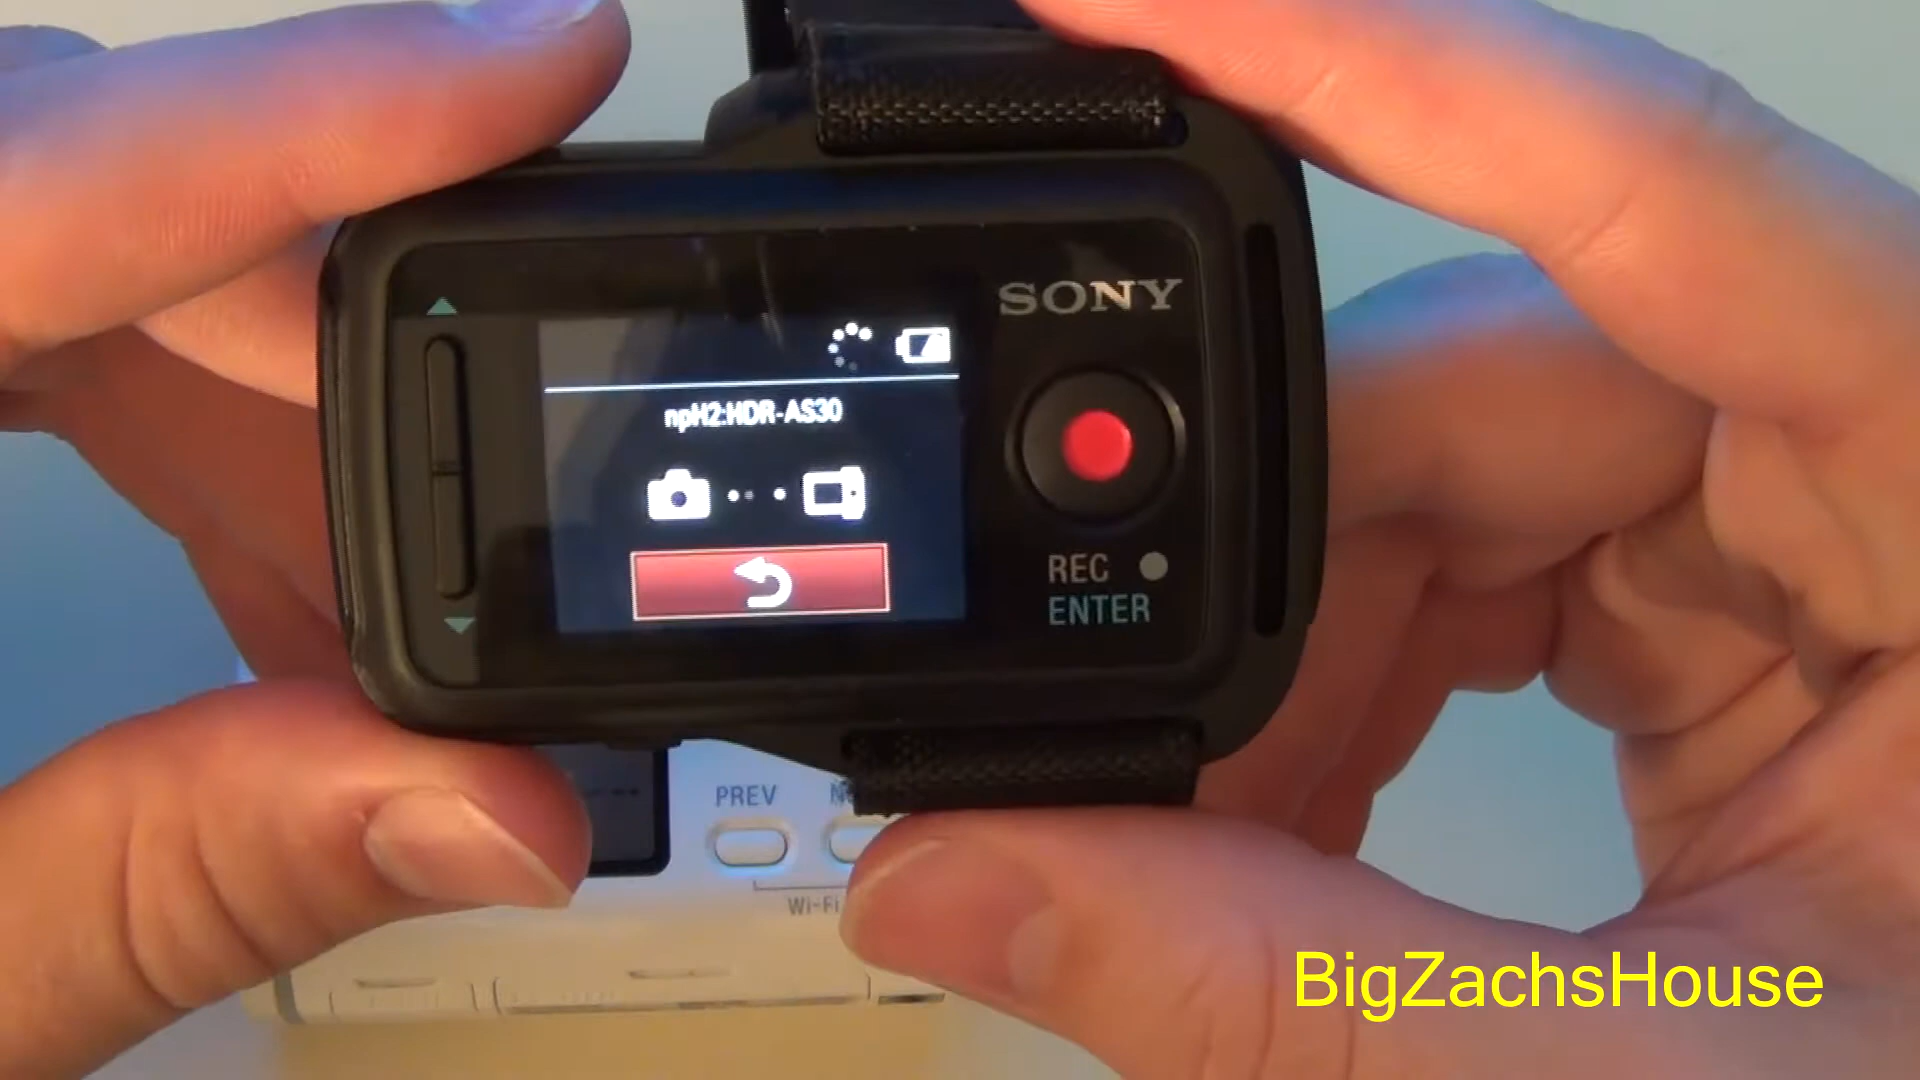 SONY
npH2:HDR-AS30
REC
ENTER
PREV
Wi-Fi
BigZachsHouse